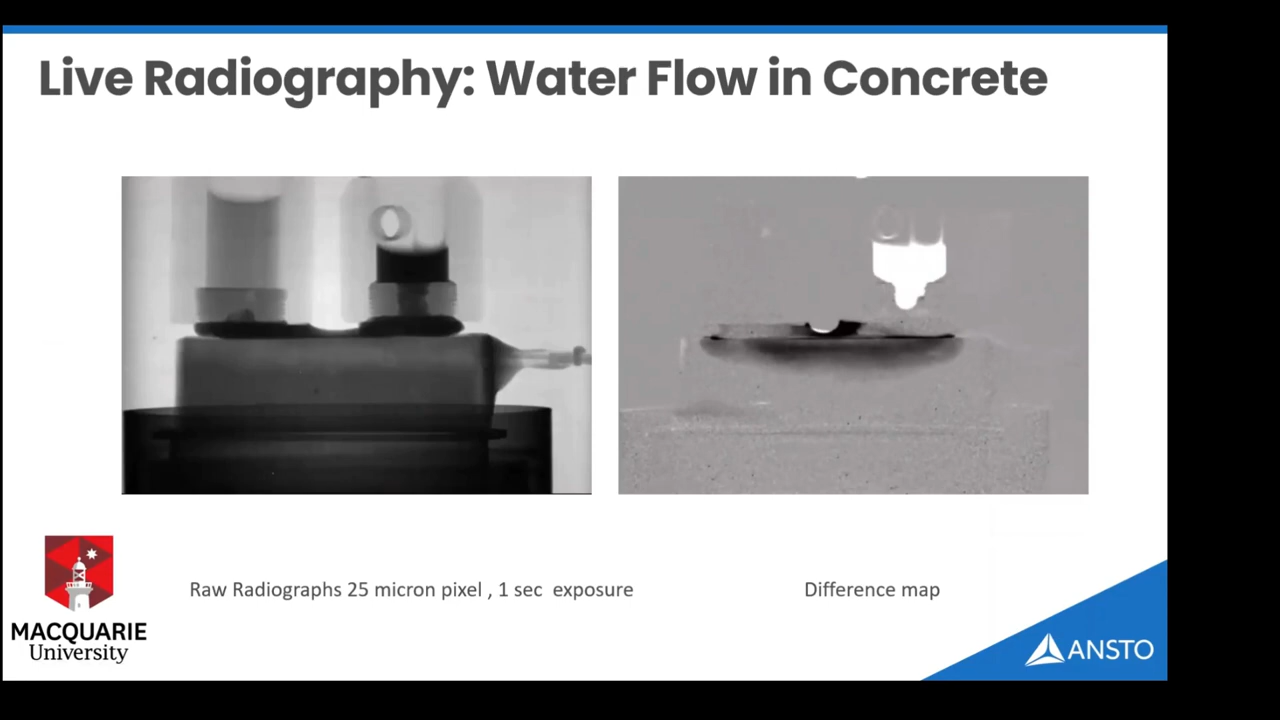 Live Radiography: Water Flow in Concrete
Raw Radiographs 25 micron pixel , 1 sec  exposure
Difference map
MACQUARIE
University
ANSTO